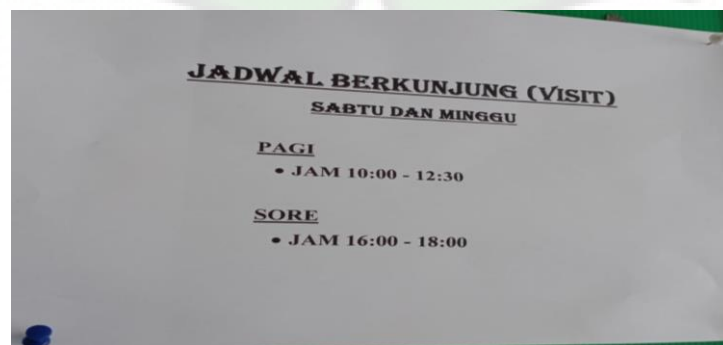 JADWAL BERKUNJUNG (VISIT)
SABTU DAN MINGGU
PAGI
• JAM 10:00 - 12:30
SORE
• JAM 16:00 - 18:00